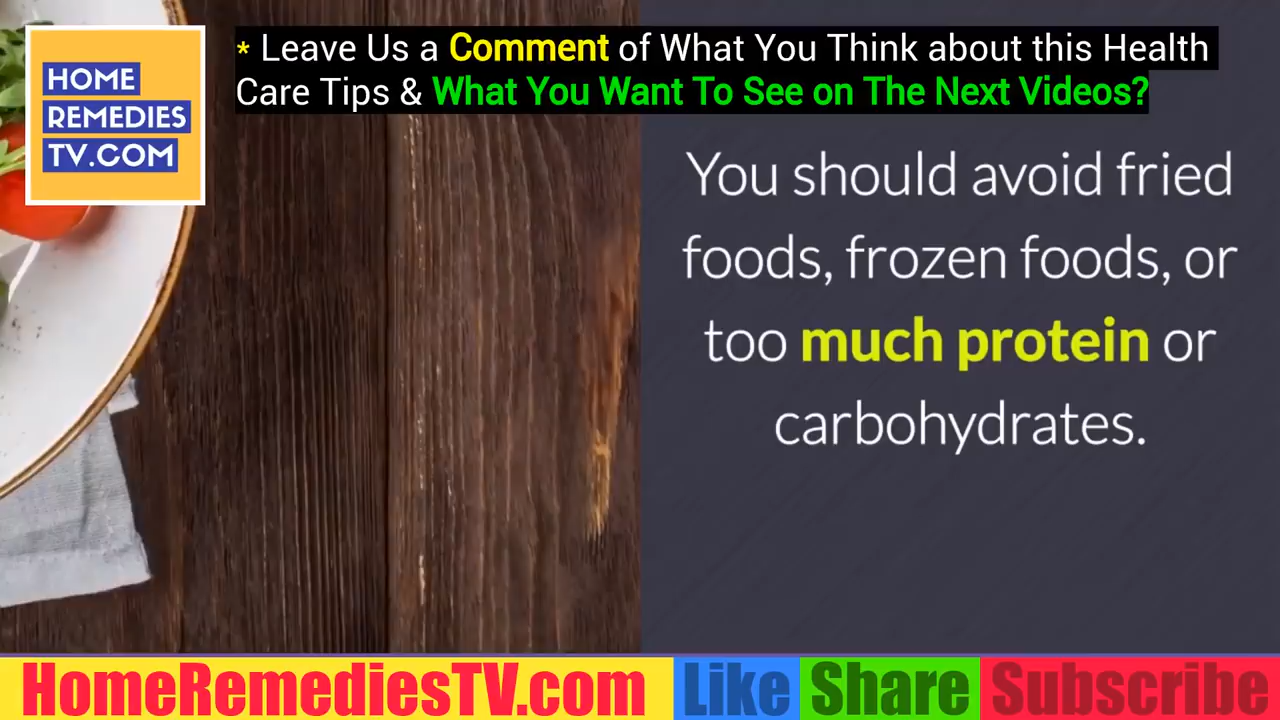 HOME
REMEDIES
TV.COM
* Leave Us a Comment of What You Think about this Health
Care Tips & What You Want To See on The Next Videos?
You should avoid fried
foods, frozen foods, or
too much protein or
carbohydrates.
HomeRemediesTV.com Like Share Subscribe